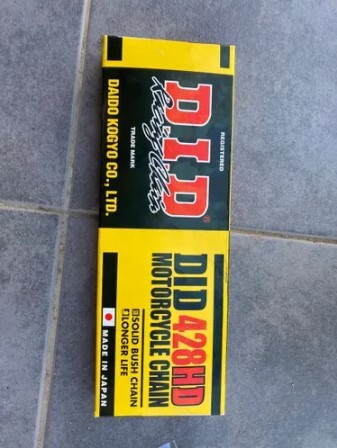 REGISTERED
D.I.D®
Racing Chain
TRADE MARK
DAIDO KOGYO CO., LTD.
DID 428HD
MOTORCYCLE CHAIN
SOLID BUSH CHAIN
LONGER LIFE
MADE IN JAPAN